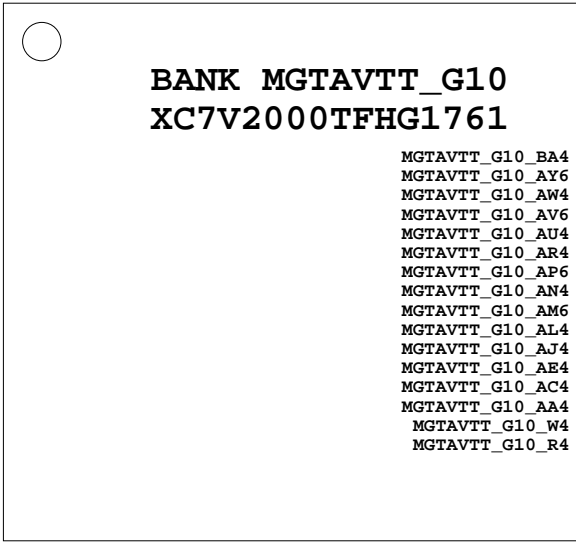 BANK MGTAVTT_G10
XC7V2000TFHG1761
MGTAVTT_G10_BA4
MGTAVTT_G10_AY6
MGTAVTT_G10_AW4
MGTAVTT_G10_AV6
MGTAVTT_G10_AU4
MGTAVTT_G10_AR4
MGTAVTT_G10_AP6
MGTAVTT_G10_AN4
MGTAVTT_G10_AM6
MGTAVTT_G10_AL4
MGTAVTT_G10_AJ4
MGTAVTT_G10_AE4
MGTAVTT_G10_AC4
MGTAVTT_G10_AA4
MGTAVTT_G10_W4
MGTAVTT_G10_R4